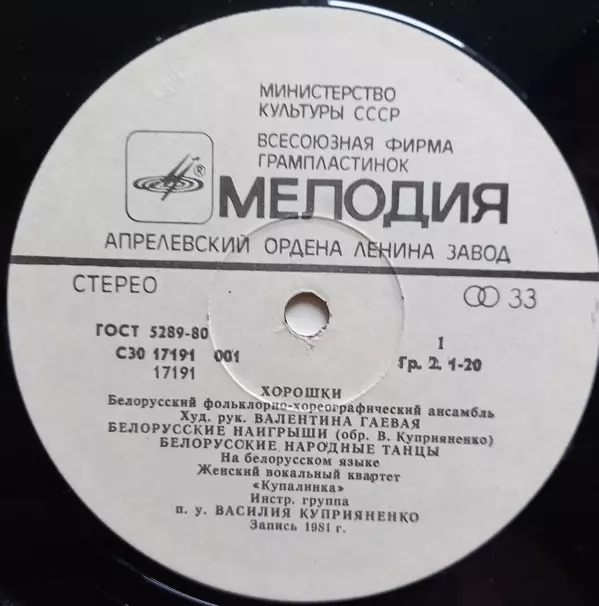 МИНИСТЕРСТВО
КУЛЬТУРЫ СССР
ВСЕСОЮЗНАЯ ФИРМА
ГРАМПЛАСТИНОК
®
МЕЛОДИЯ
АПРЕЛЕВСКИЙ ОРДЕНА ЛЕНИНА ЗАВОД
СТЕРЕО
33
ГОСТ 5289-80
С30 17191 001
17191
1
Гр. 2. 1-20
ХОРОШКИ
Белорусский фольклорно-хореографический ансамбль
Худ. рук. ВАЛЕНТИНА ГАЕВАЯ
БЕЛОРУССКИЕ НАИГРЫШИ (обр. В. Куприяненко)
БЕЛОРУССКИЕ НАРОДНЫЕ ТАНЦЫ
На белорусском языке
Женский вокальный квартет
«Купалинка»
Инстр. группа
п. у. ВАСИЛИЯ КУПРИЯНЕНКО
Запись 1981 г.